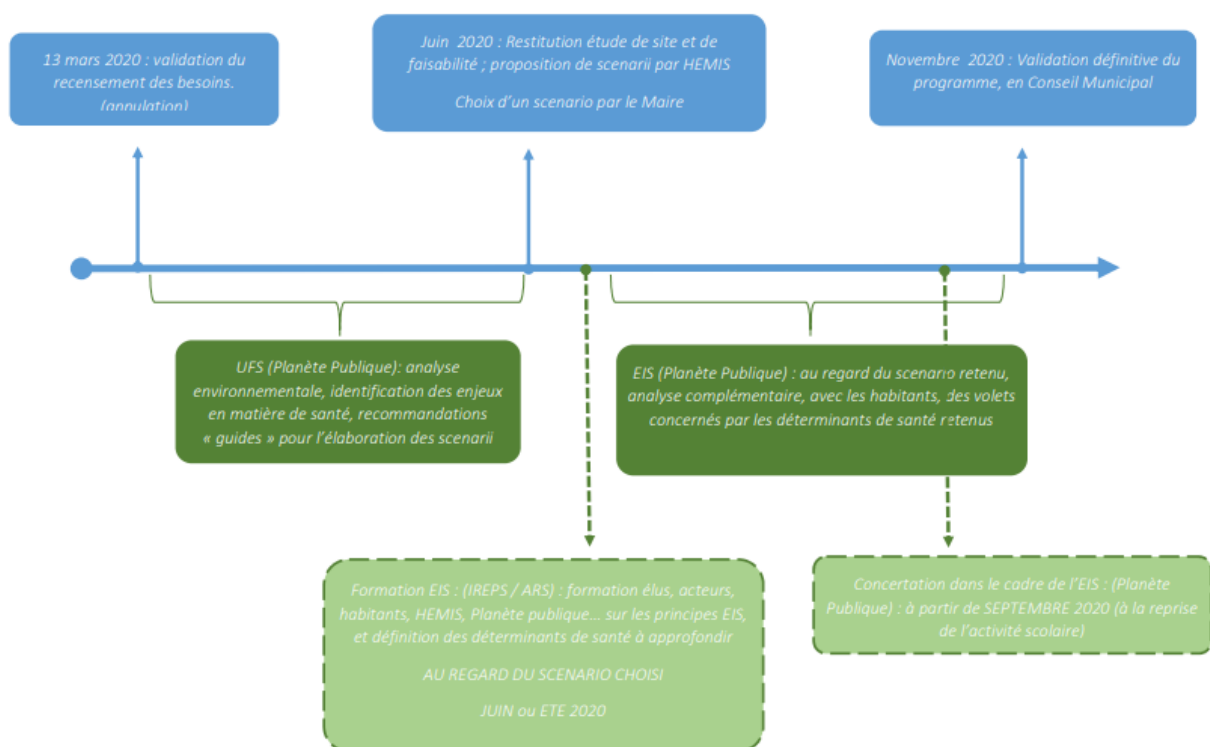 13 mars 2020 : validation du
recensement des besoins.
(annulation)
Juin 2020 : Restitution étude de site et de
faisabilité ; proposition de scenarii par HEMIS
Choix d'un scenario par le Maire
Novembre 2020 : Validation définitive du
programme, en Conseil Municipal
UFS (Planète Publique): analyse
environnementale, identification des enjeux
en matière de santé, recommandations
« guides » pour l'élaboration des scenarii
EIS (Planète Publique) : au regard du scenario retenu,
analyse complémentaire, avec les habitants, des volets
concernés par les déterminants de santé retenus
Formation EIS : (IREPS / ARS) : formation élus, acteurs,
habitants, HEMIS, Planète publique... sur les principes EIS,
et définition des déterminants de santé à approfondir
AU REGARD DU SCENARIO CHOISI
JUIN ou ETE 2020
Concertation dans le cadre de l'EIS : (Planète
Publique) : à partir de SEPTEMBRE 2020 (à la reprise
de l'activité scolaire)